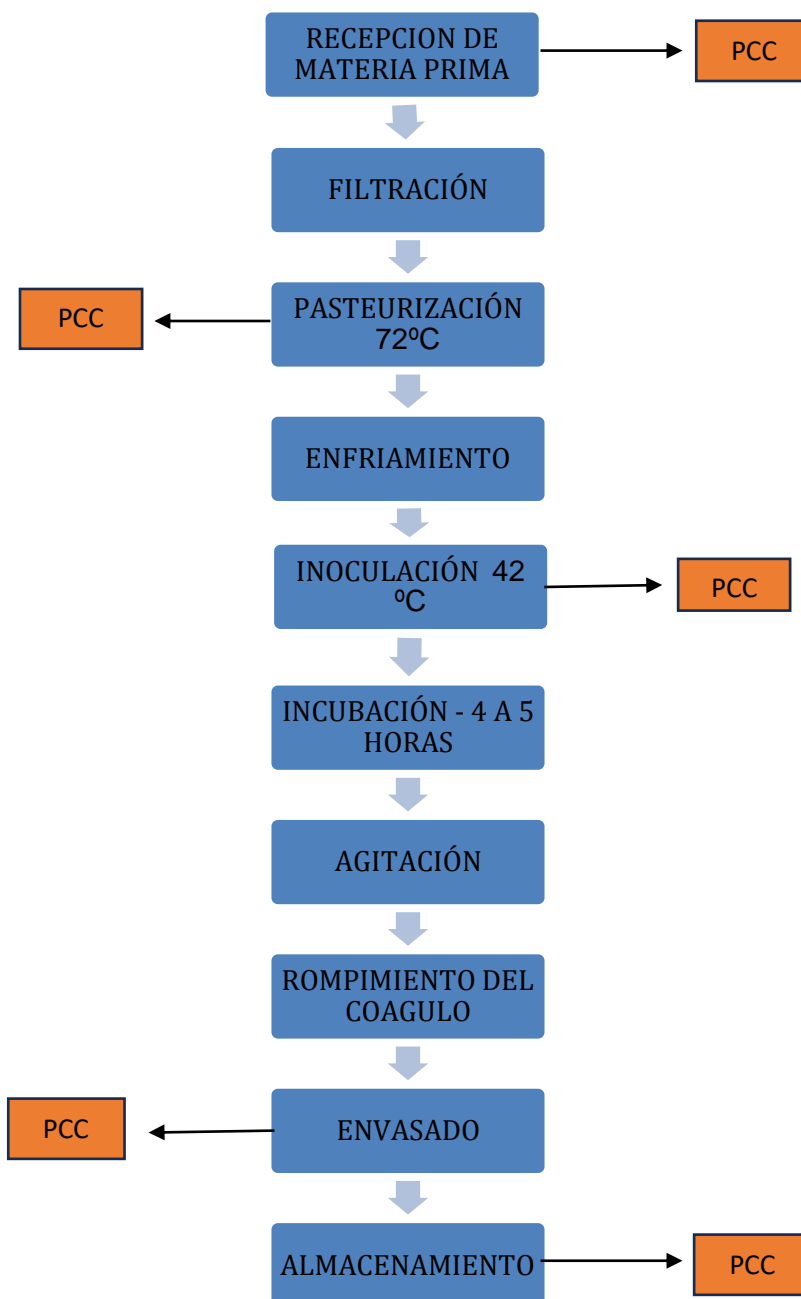 RECEPCION DE
MATERIA PRIMA
PCC
FILTRACIÓN
PCC
PASTEURIZACIÓN
72ºC
ENFRIAMIENTO
INOCULACIÓN 42
ºC
PCC
INCUBACIÓN - 4 A 5
HORAS
AGITACIÓN
ROMPIMIENTO DEL
COAGULO
PCC
ENVASADO
ALMACENAMIENTO
PCC